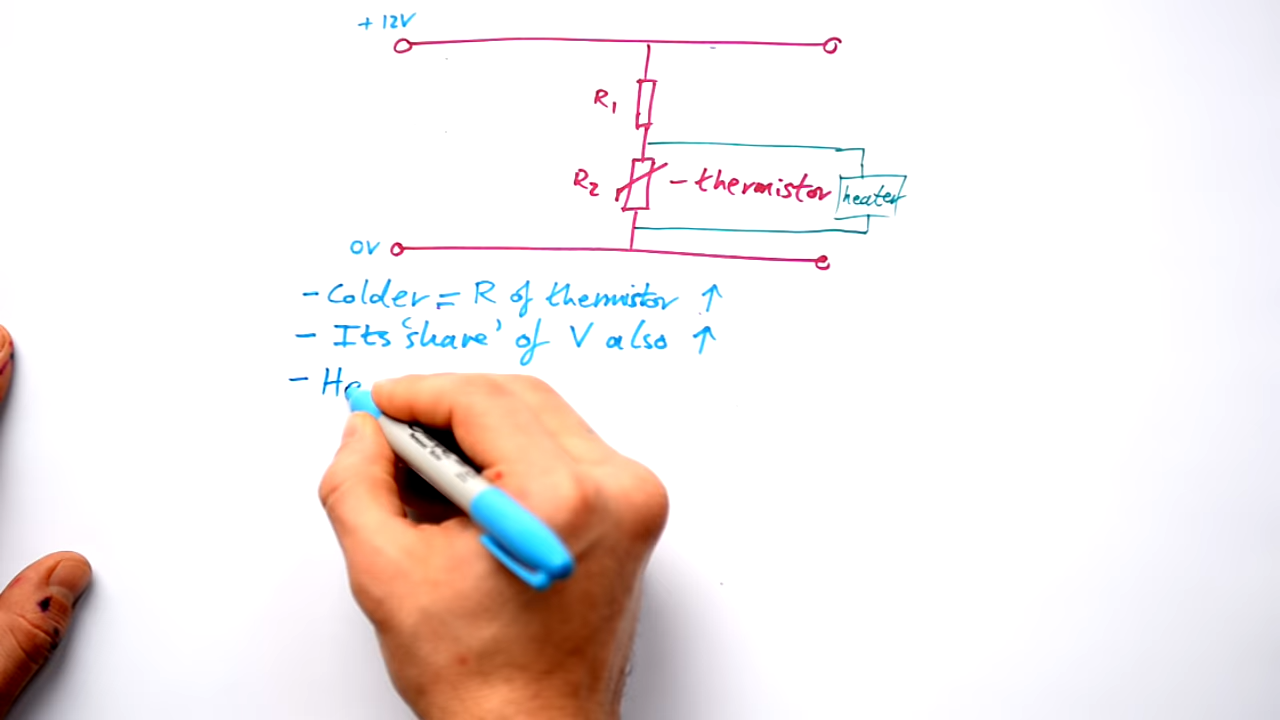 + 12V
R1
R2 - thermistor
heater
0V
- Colder = R of thermistor ↑
- Its 'share' of V also ↑
- He